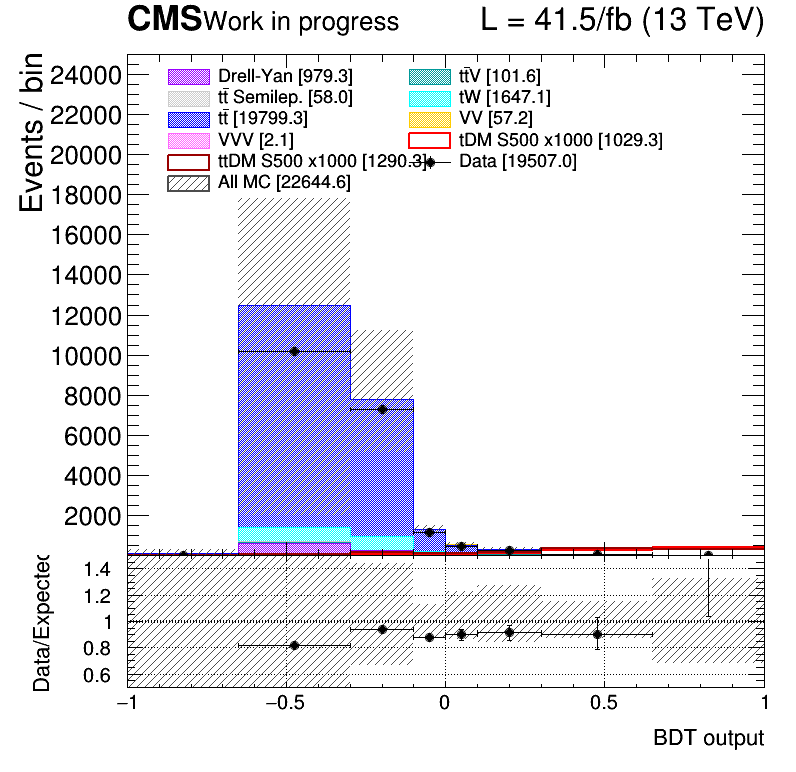 CMS Work in progress L = 41.5/fb (13 TeV)
Events / bin
24000
22000
20000
18000
16000
14000
12000
10000
8000
6000
4000
2000
Drell-Yan [979.3] tt̄V [101.6]
tt̄ Semilep. [58.0] tW [1647.1]
tt̄ [19799.3] VV [57.2]
VVV [2.1] tDM S500 x1000 [1029.3]
ttDM S500 x1000 [1290.3] Data [19507.0]
All MC [22644.6]
Data/Expected
1.4
1.2
1
0.8
0.6
−1 −0.5 0 0.5 1
BDT output